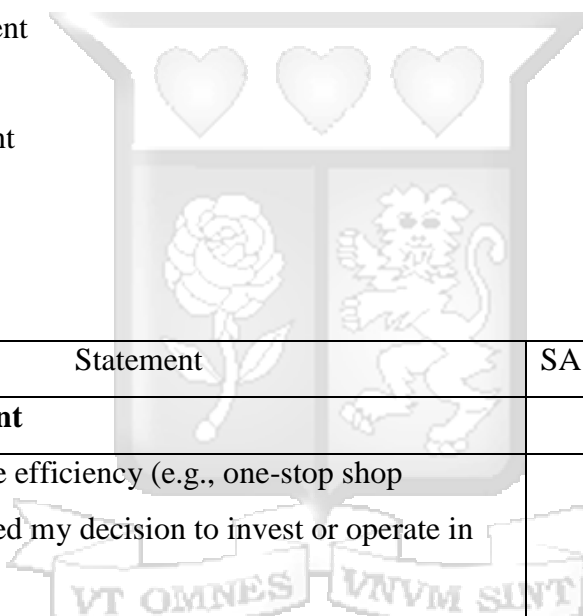 ent
nt
Statement SA
nt
e efficiency (e.g., one-stop shop
ed my decision to invest or operate in
VT OMNES VNVM SINT